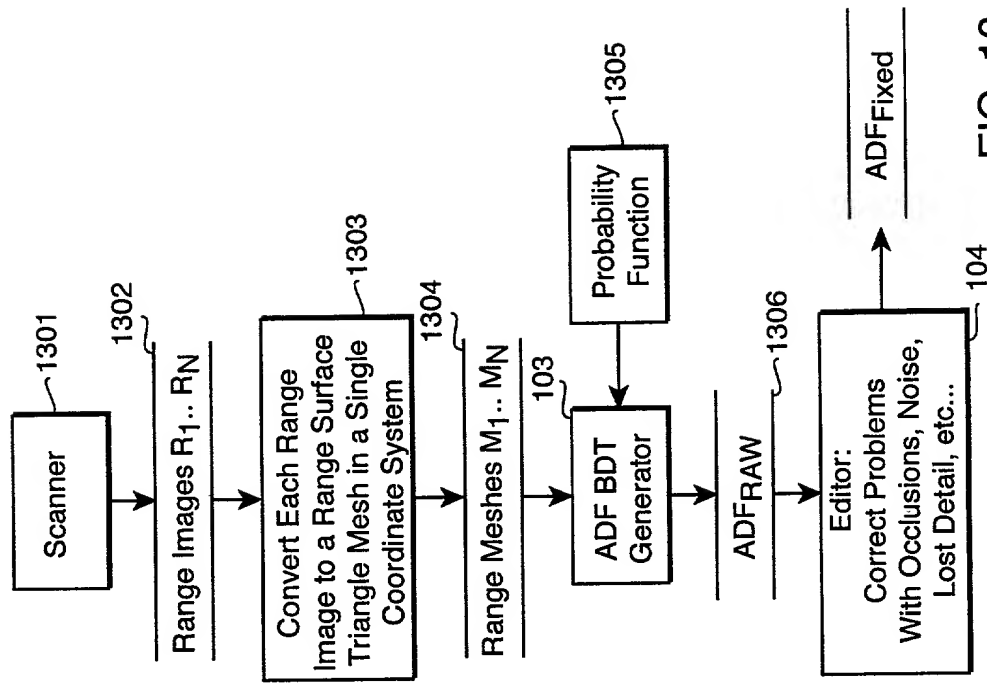 Scanner
1301
1302
Range Images R1.. RN
1303
Convert Each Range
Image to a Range Surface
Triangle Mesh in a Single
Coordinate System
1304
Range Meshes M1.. MN
103
ADF BDT
Generator
1305
Probability
Function
1306
ADFRAW
Editor:
Correct Problems
With Occlusions, Noise,
Lost Detail, etc...
104
ADFFixed
FIG.